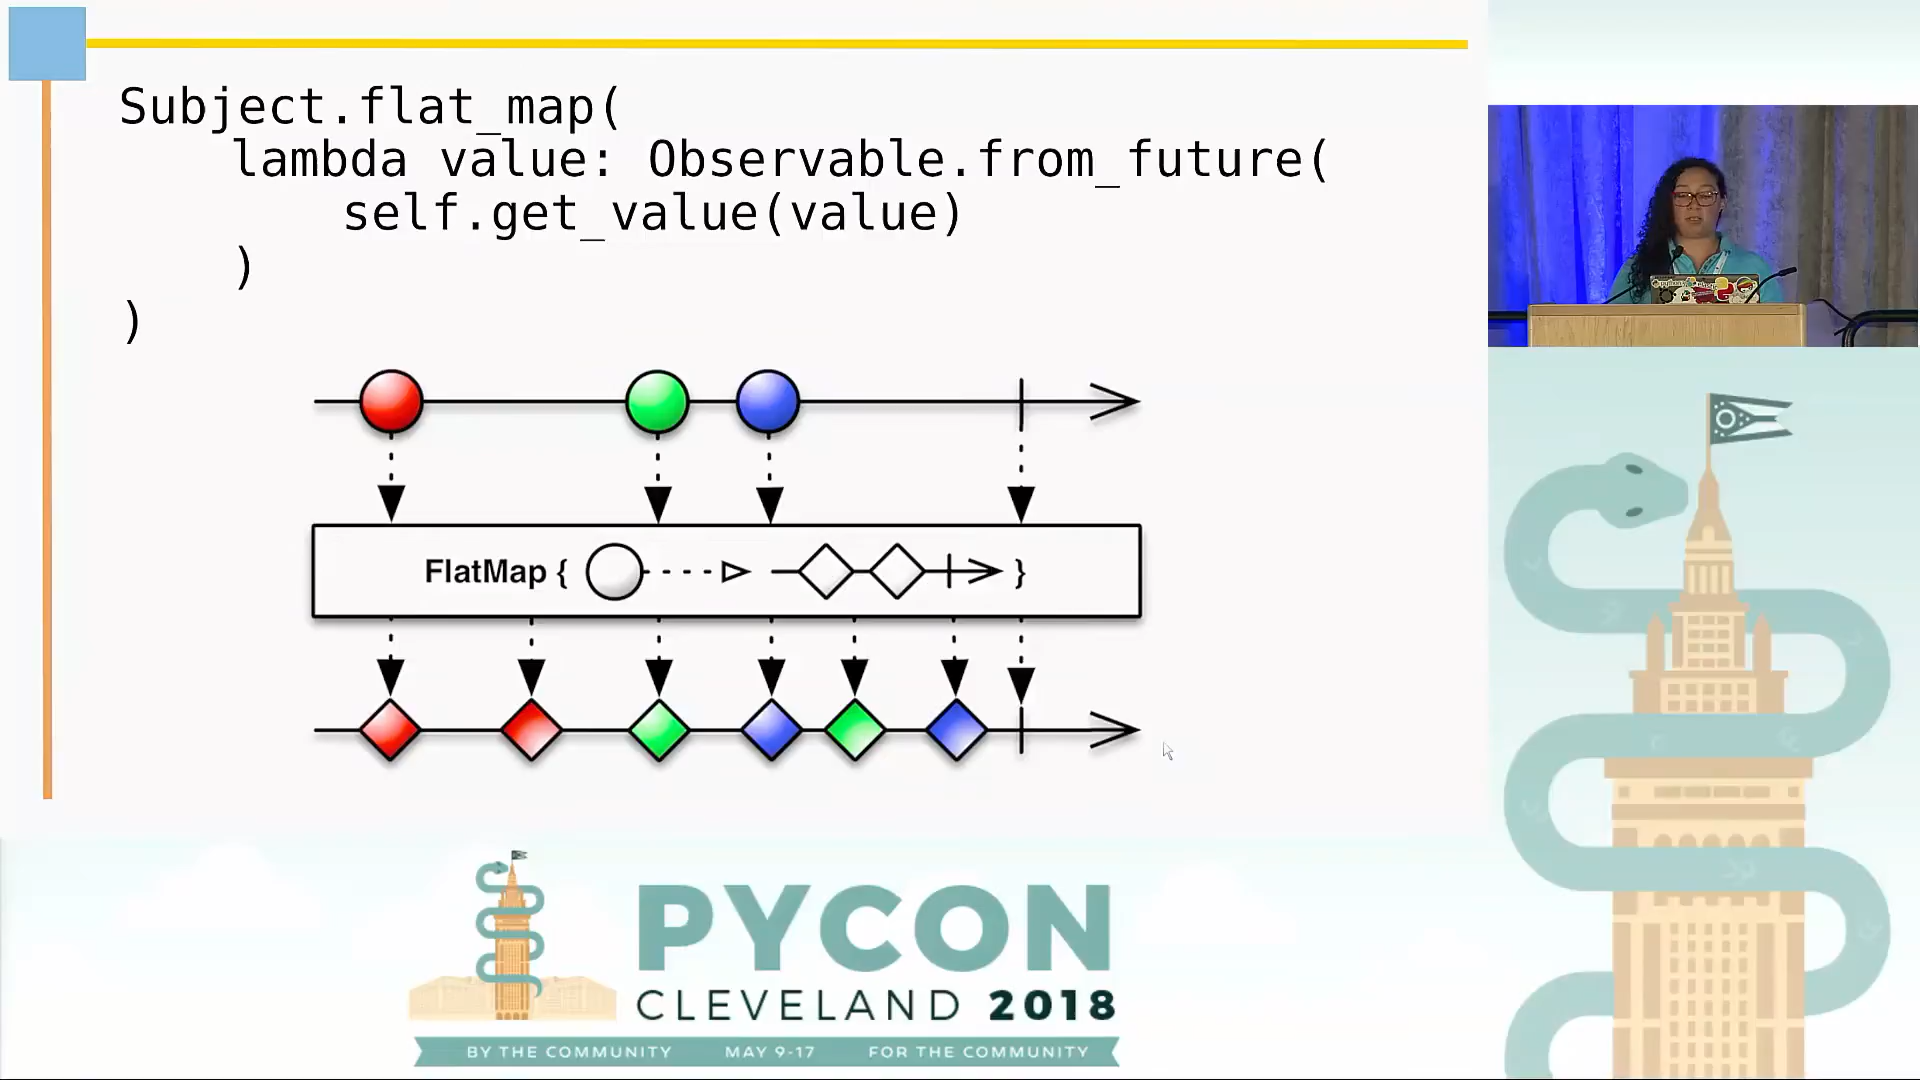 Subject.flat_map(
lambda value: Observable.from_future(
self.get_value(value)
)
)
FlatMap { }
PYCON
CLEVELAND 2018
BY THE COMMUNITY MAY 9-17 FOR THE COMMUNITY